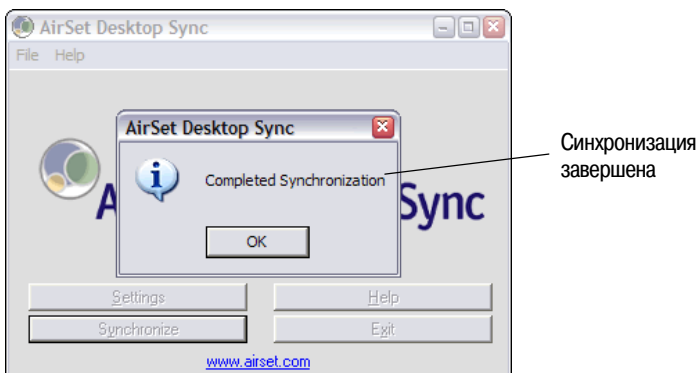 AirSet Desktop Sync
File Help
AirSet Desktop Sync
Completed Synchronization
OK
A Sync
Settings Help
Synchronize Exit
www.airset.com
Синхронизация
завершена